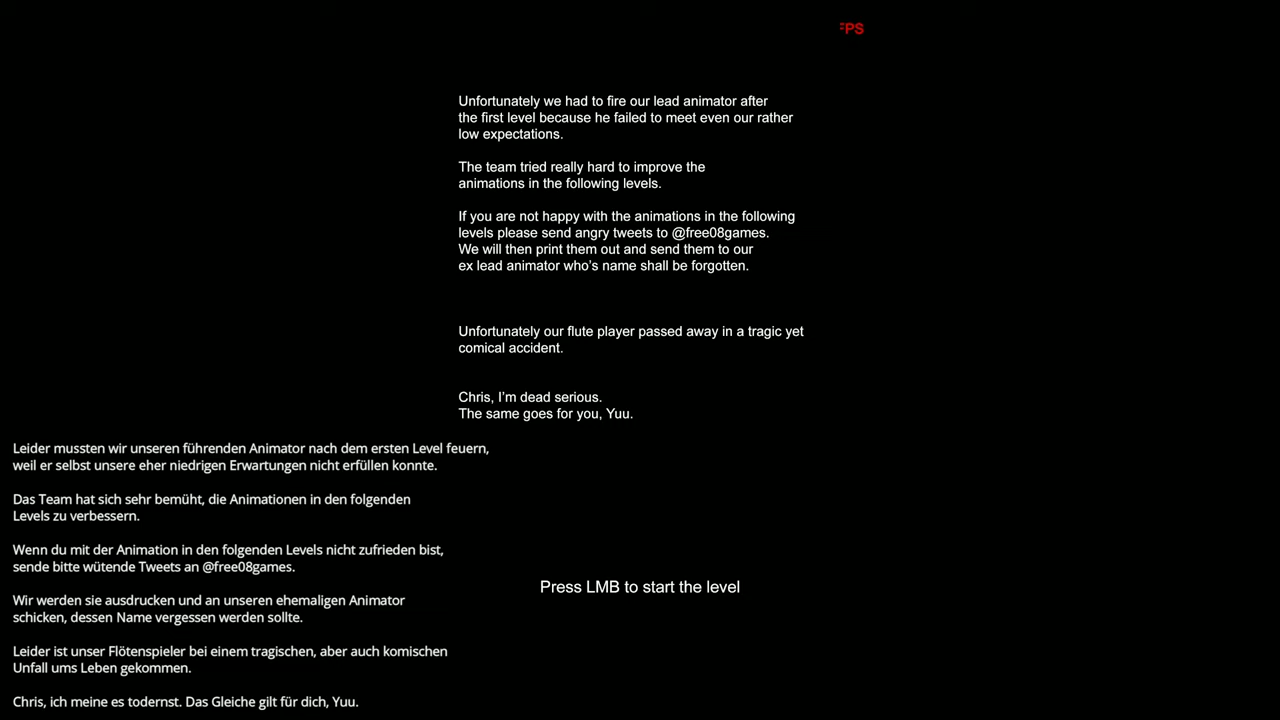 FPS
Unfortunately we had to fire our lead animator after
the first level because he failed to meet even our rather
low expectations.
The team tried really hard to improve the
animations in the following levels.
If you are not happy with the animations in the following
levels please send angry tweets to @free08games.
We will then print them out and send them to our
ex lead animator who’s name shall be forgotten.
Unfortunately our flute player passed away in a tragic yet
comical accident.
Chris, I’m dead serious.
The same goes for you, Yuu.
Leider mussten wir unseren führenden Animator nach dem ersten Level feuern,
weil er selbst unsere eher niedrigen Erwartungen nicht erfüllen konnte.
Das Team hat sich sehr bemüht, die Animationen in den folgenden
Levels zu verbessern.
Wenn du mit der Animation in den folgenden Levels nicht zufrieden bist,
sende bitte wütende Tweets an @free08games.
Wir werden sie ausdrucken und an unseren ehemaligen Animator
schicken, dessen Name vergessen werden sollte.
Leider ist unser Flötenspieler bei einem tragischen, aber auch komischen
Unfall ums Leben gekommen.
Chris, ich meine es todernst. Das Gleiche gilt für dich, Yuu.
Press LMB to start the level